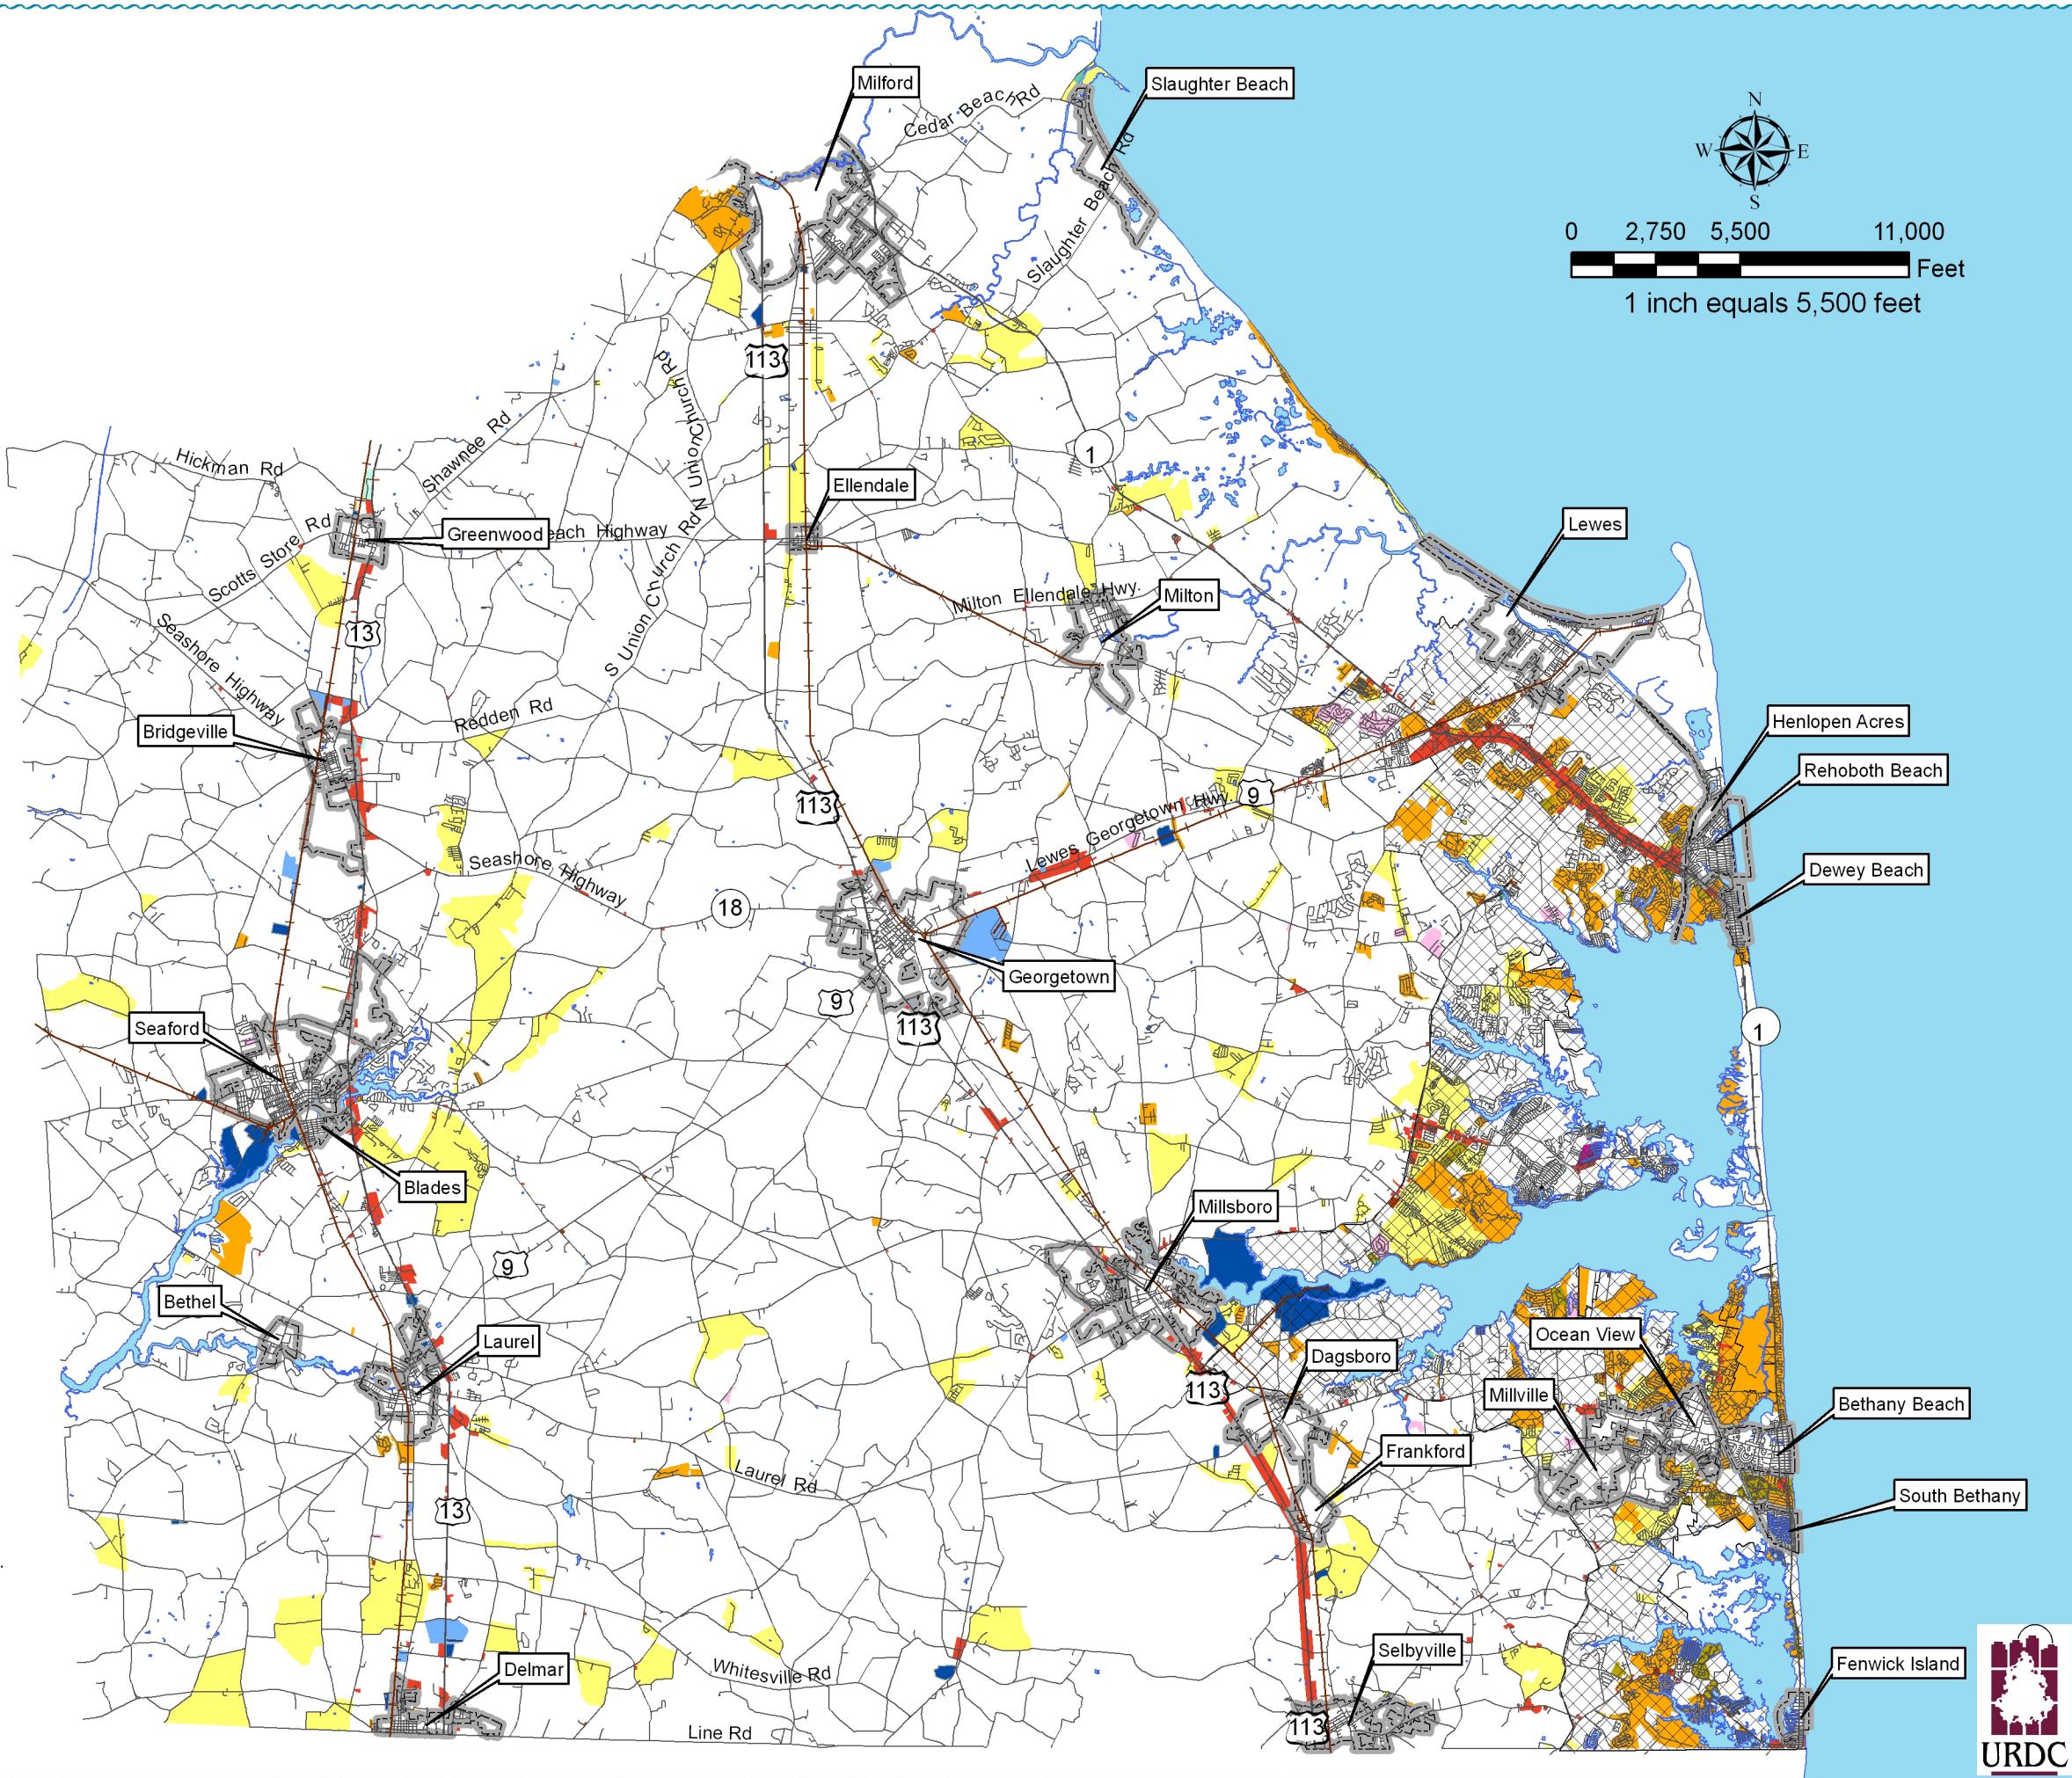 Milford
Slaughter Beach
Cedar Beach Rd
Slaughter Beach Rd
N
W
E
S
0
2,750
5,500
11,000
Feet
1 inch equals 5,500 feet
113
N Union Church Rd
Shawnee Rd
Hickman Rd
1
Ellendale
Greenwood
each Highway
Lewes
Scotts Store Rd
S Union Church Rd
Milton Ellendale Hwy.
Milton
13
Seashore Highway
Redden Rd
Bridgeville
Henlopen Acres
Rehoboth Beach
113
9
Lewes Georgetown Hwy
Seashore Highway
Dewey Beach
18
Georgetown
9
113
Seaford
1
Blades
Millsboro
9
Bethel
Laurel
Ocean View
Dagsboro
113
Millville
Bethany Beach
Frankford
Laurel Rd
13
South Bethany
Selbyville
Whitesville Rd
Delmar
Fenwick Island
113
Line Rd
URDC